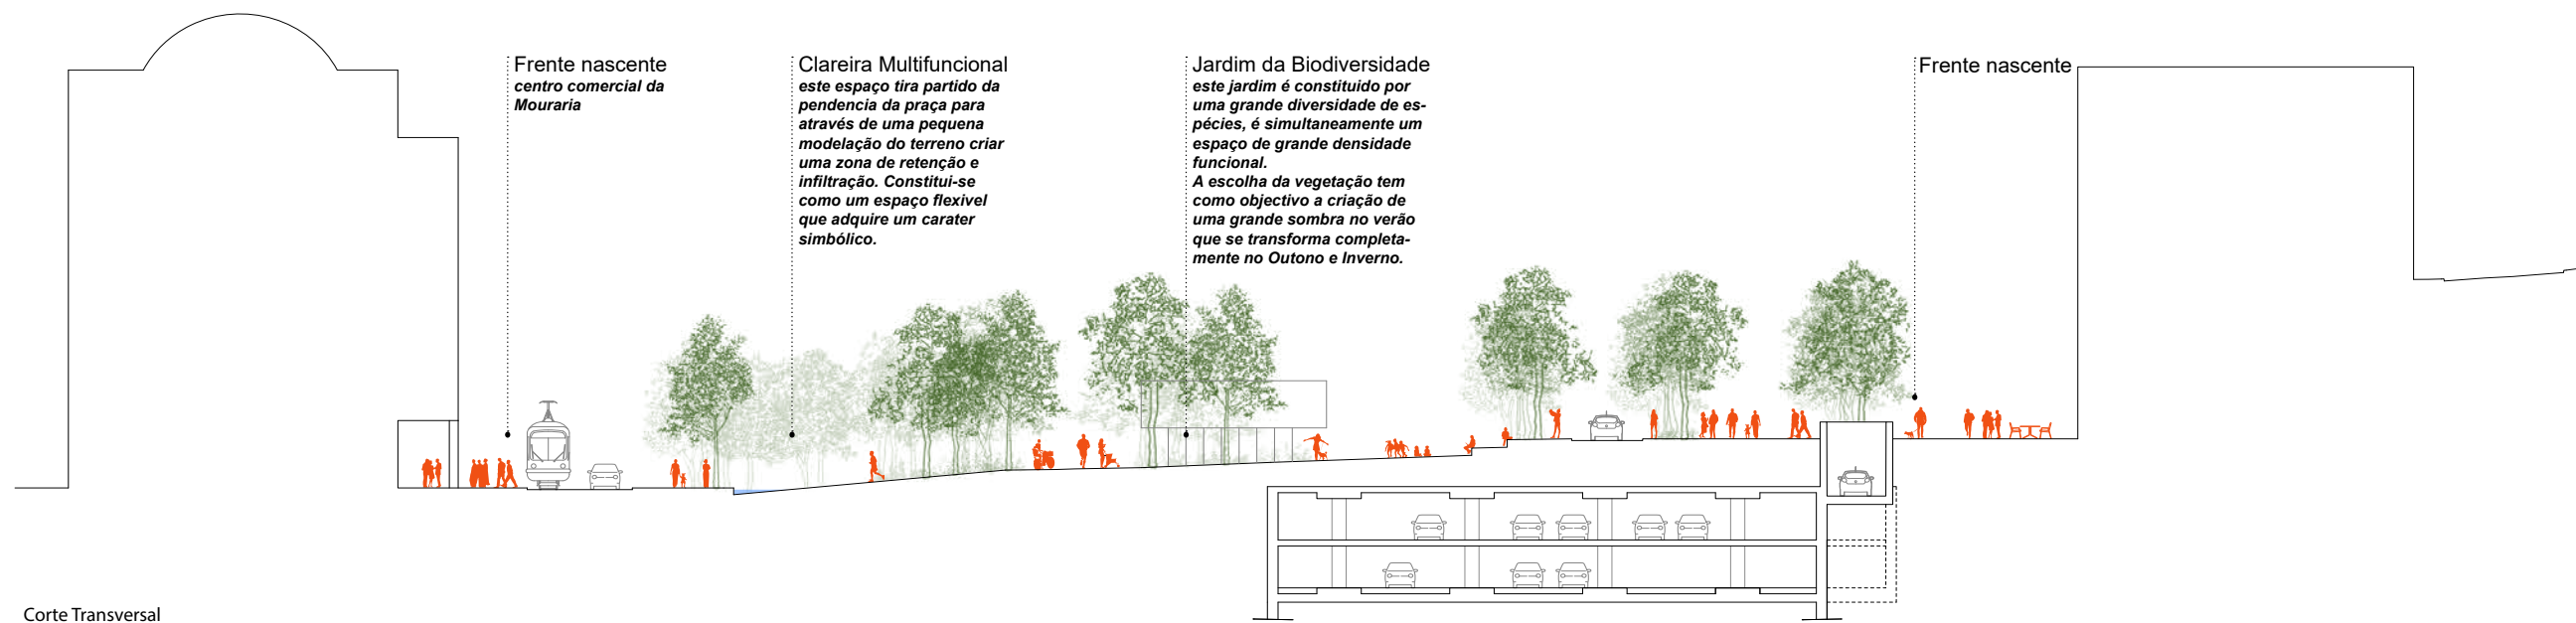 Frente nascente
centro comercial da
Mouraria
Clareira Multifuncional
este espaço tira partido da
pendencia da praça para
através de uma pequena
modelação do terreno criar
uma zona de retenção e
infiltração. Constitui-se
como um espaço flexivel
que adquire um carater
simbólico.
Jardim da Biodiversidade
este jardim é constituido por
uma grande diversidade de es-
pécies, é simultaneamente um
espaço de grande densidade
funcional.
A escolha da vegetação tem
como objectivo a criação de
uma grande sombra no verão
que se transforma completa-
mente no Outono e Inverno.
Frente nascente
Corte Transversal